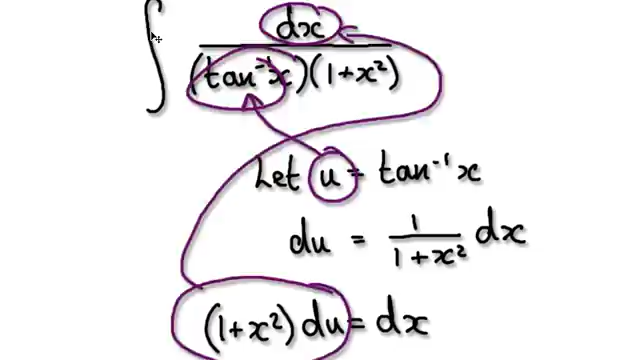 ∫ dx
(tan⁻¹x)(1+x²)
Let u = tan⁻¹x
du = 1/(1+x²) dx
(1+x²) du = dx